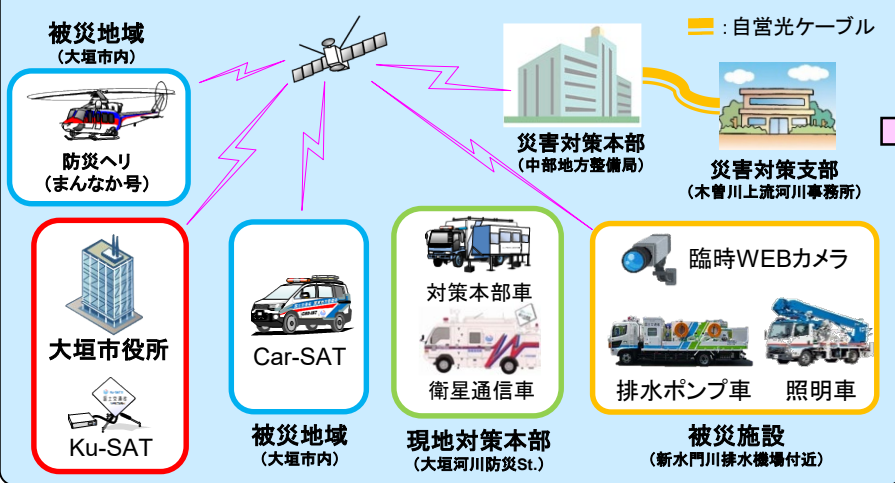 被災地域
(大垣市内)
防災ヘリ
(まんなか号)
:自営光ケーブル
災害対策本部
(中部地方整備局)
災害対策支部
(木曽川上流河川事務所)
大垣市役所
Ku-SAT
Car-SAT
被災地域
(大垣市内)
対策本部車
衛星通信車
現地対策本部
(大垣河川防災St.)
臨時WEBカメラ
排水ポンプ車
照明車
被災施設
(新水門川排水機場付近)